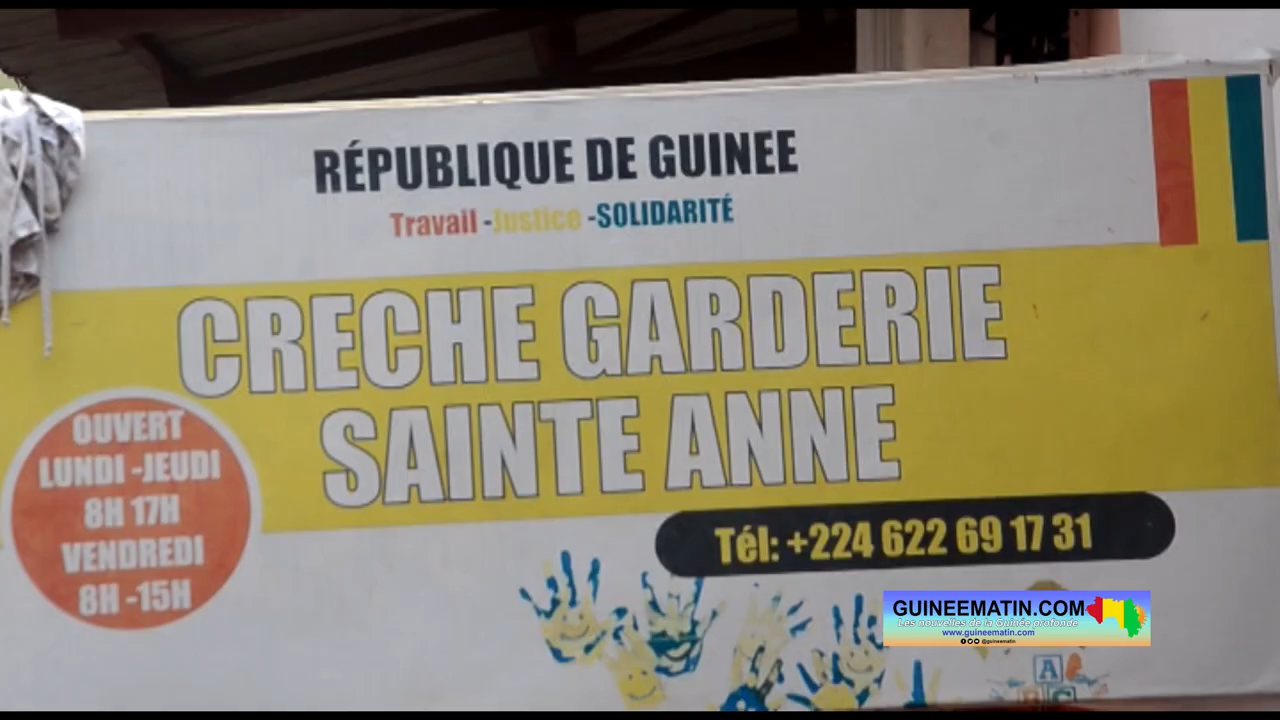 RÉPUBLIQUE DE GUINEE
Travail -Justice -SOLIDARITÉ
CRECHE GARDERIE
SAINTE ANNE
OUVERT
LUNDI -JEUDI
8H 17H
VENDREDI
8H -15H
Tél: +224 622 69 17 31
GUINEEMATIN.COM
Les nouvelles de la Guinée profonde
www.guineematin.com
@guineematin
A
B C